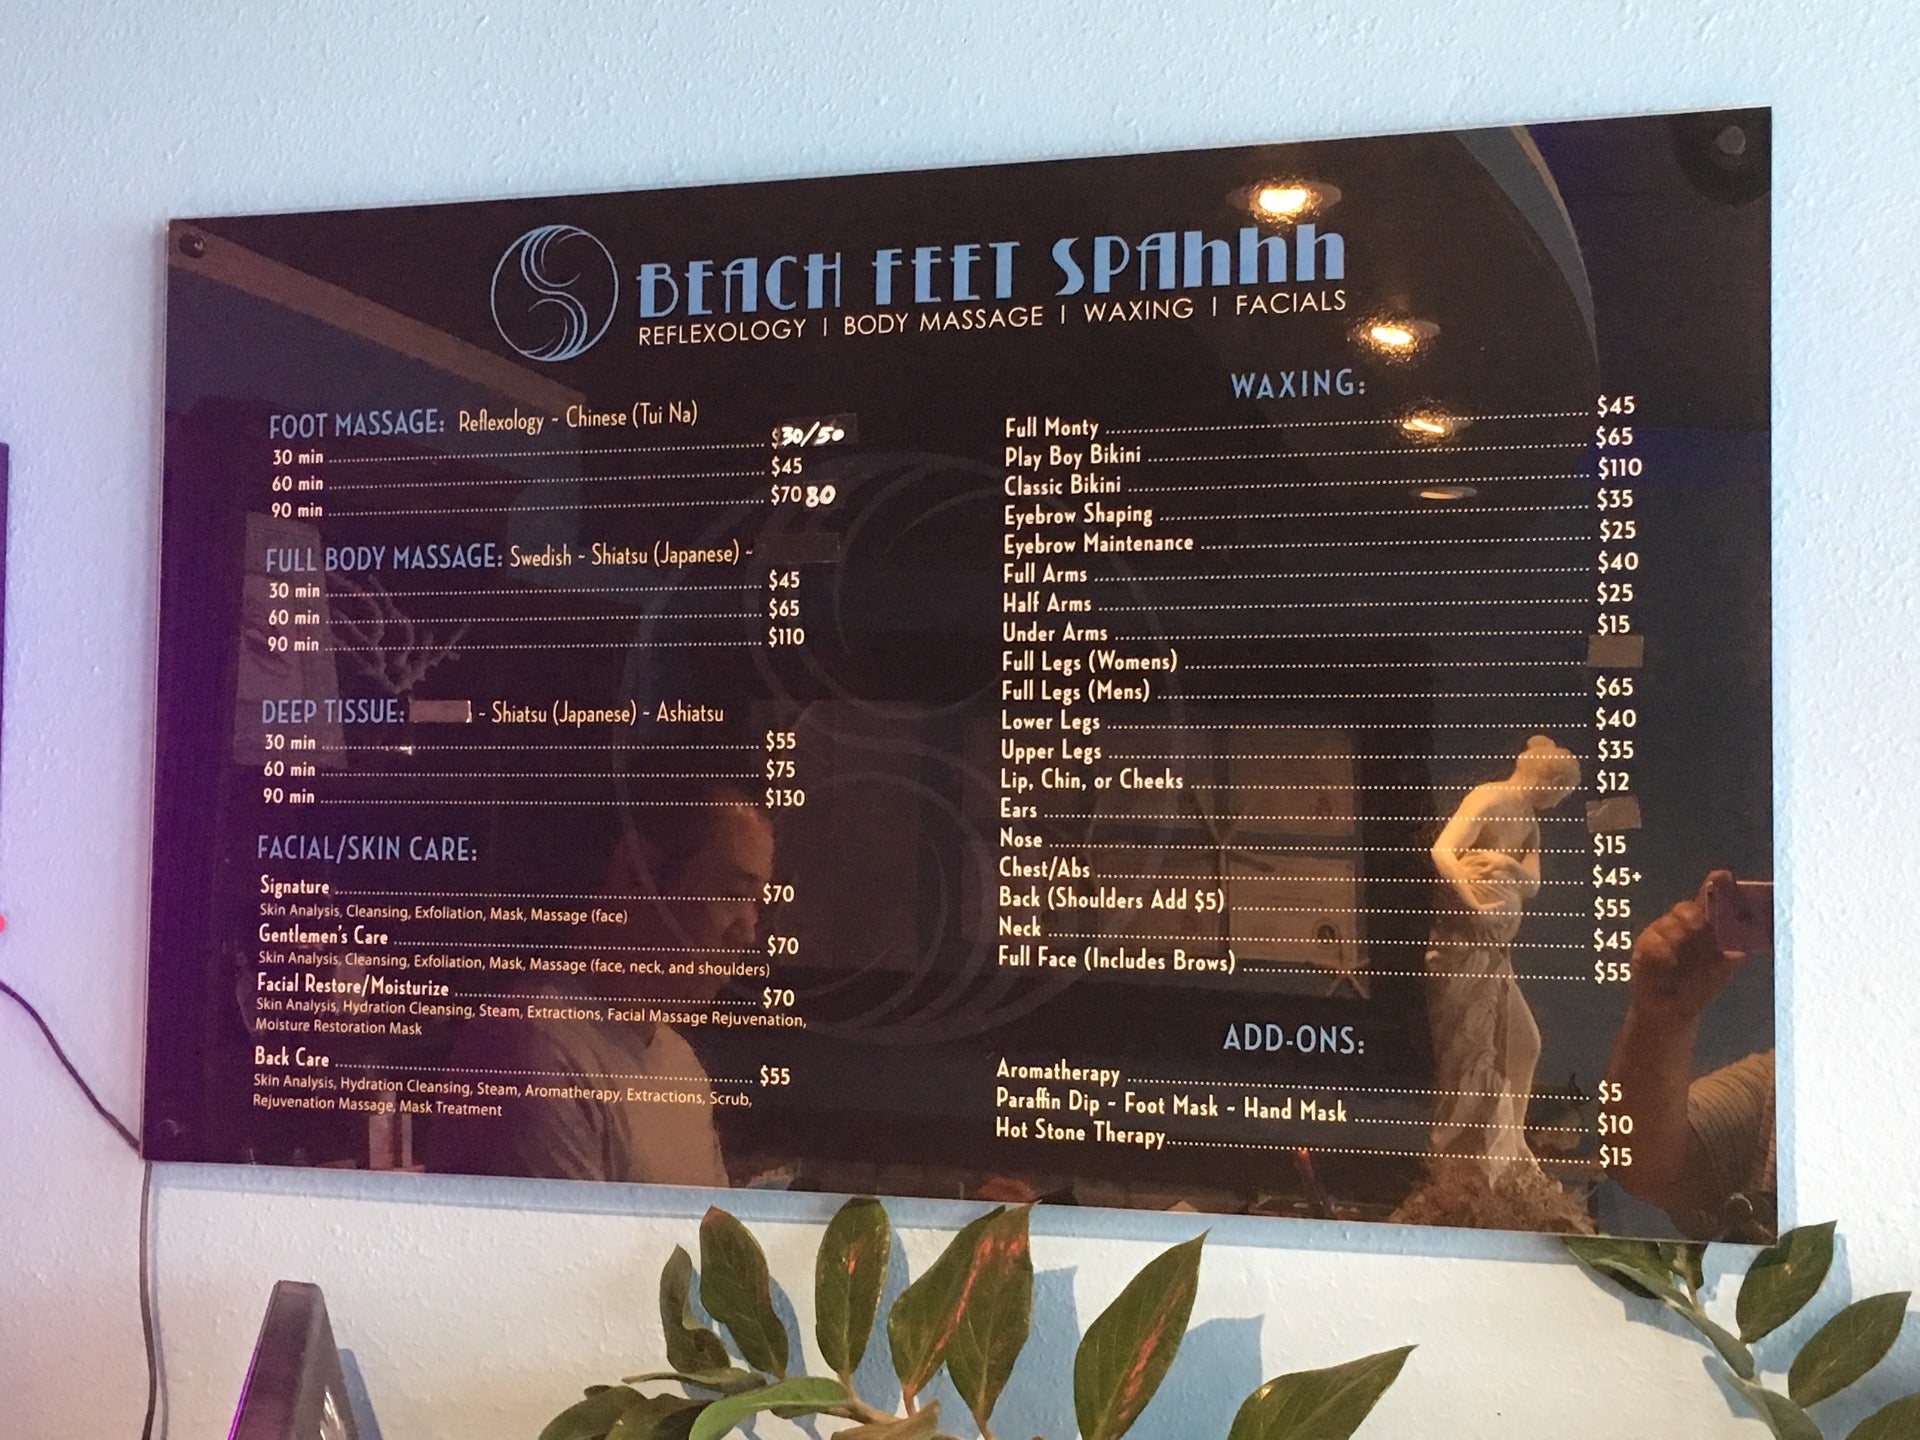 BEACH FEET SPAhhh
REFLEXOLOGY | BODY MASSAGE | WAXING | FACIALS
FOOT MASSAGE: Reflexology ~ Chinese (Tui Na)
30 min ........ $30/50
60 min ........ $45
90 min ........ $70 80
FULL BODY MASSAGE: Swedish ~ Shiatsu (Japanese) ~
30 min ........ $45
60 min ........ $65
90 min ........ $110
DEEP TISSUE: ~ Shiatsu (Japanese) ~ Ashiatsu
30 min ........ $55
60 min ........ $75
90 min ........ $130
FACIAL/SKIN CARE:
Signature ........ $70
Skin Analysis, Cleansing, Exfoliation, Mask, Massage (face)
Gentlemen's Care ........ $70
Skin Analysis, Cleansing, Exfoliation, Mask, Massage (face, neck, and shoulders)
Facial Restore/Moisturize ........ $70
Skin Analysis, Hydration Cleansing, Steam, Extractions, Facial Massage Rejuvenation,
Moisture Restoration Mask
Back Care ........ $55
Skin Analysis, Hydration Cleansing, Steam, Aromatherapy, Extractions, Scrub,
Rejuvenation Massage, Mask Treatment
WAXING:
Full Monty ........ $45
Play Boy Bikini ........ $65
Classic Bikini ........ $110
Eyebrow Shaping ........ $35
Eyebrow Maintenance ........ $25
Full Arms ........ $40
Half Arms ........ $25
Under Arms ........ $15
Full Legs (Womens) ........
Full Legs (Mens) ........ $65
Lower Legs ........ $40
Upper Legs ........ $35
Lip, Chin, or Cheeks ........ $12
Ears ........
Nose ........ $15
Chest/Abs ........ $45+
Back (Shoulders Add $5) ........ $55
Neck ........ $45
Full Face (Includes Brows) ........ $55
ADD-ONS:
Aromatherapy ........ $5
Paraffin Dip ~ Foot Mask ~ Hand Mask ........ $10
Hot Stone Therapy ........ $15